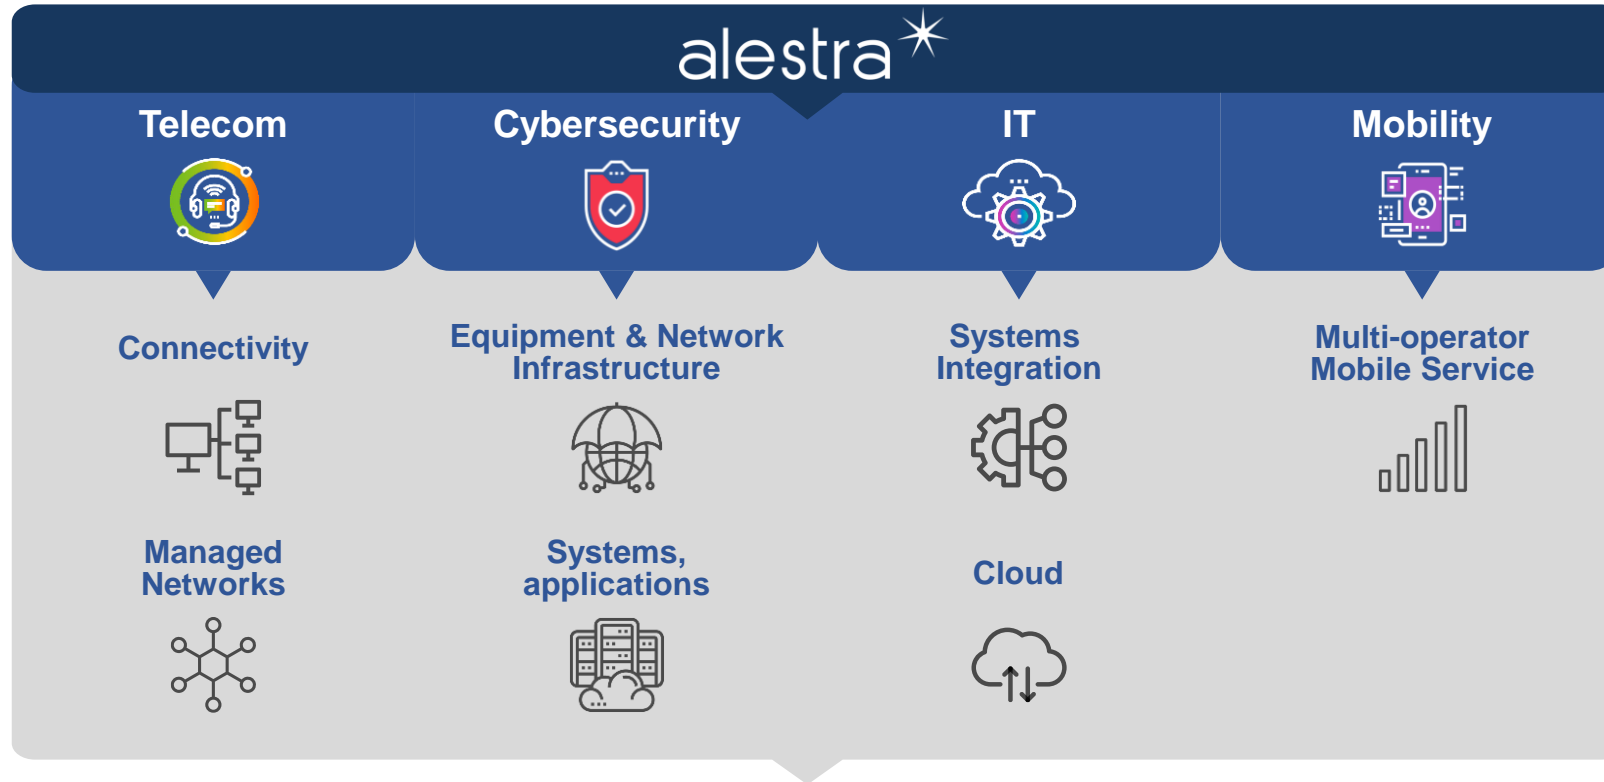 alestra
Telecom
Cybersecurity
IT
Mobility
Connectivity
Equipment & Network
Infrastructure
Systems
Integration
Multi-operator
Mobile Service
Managed
Networks
Systems,
applications
Cloud